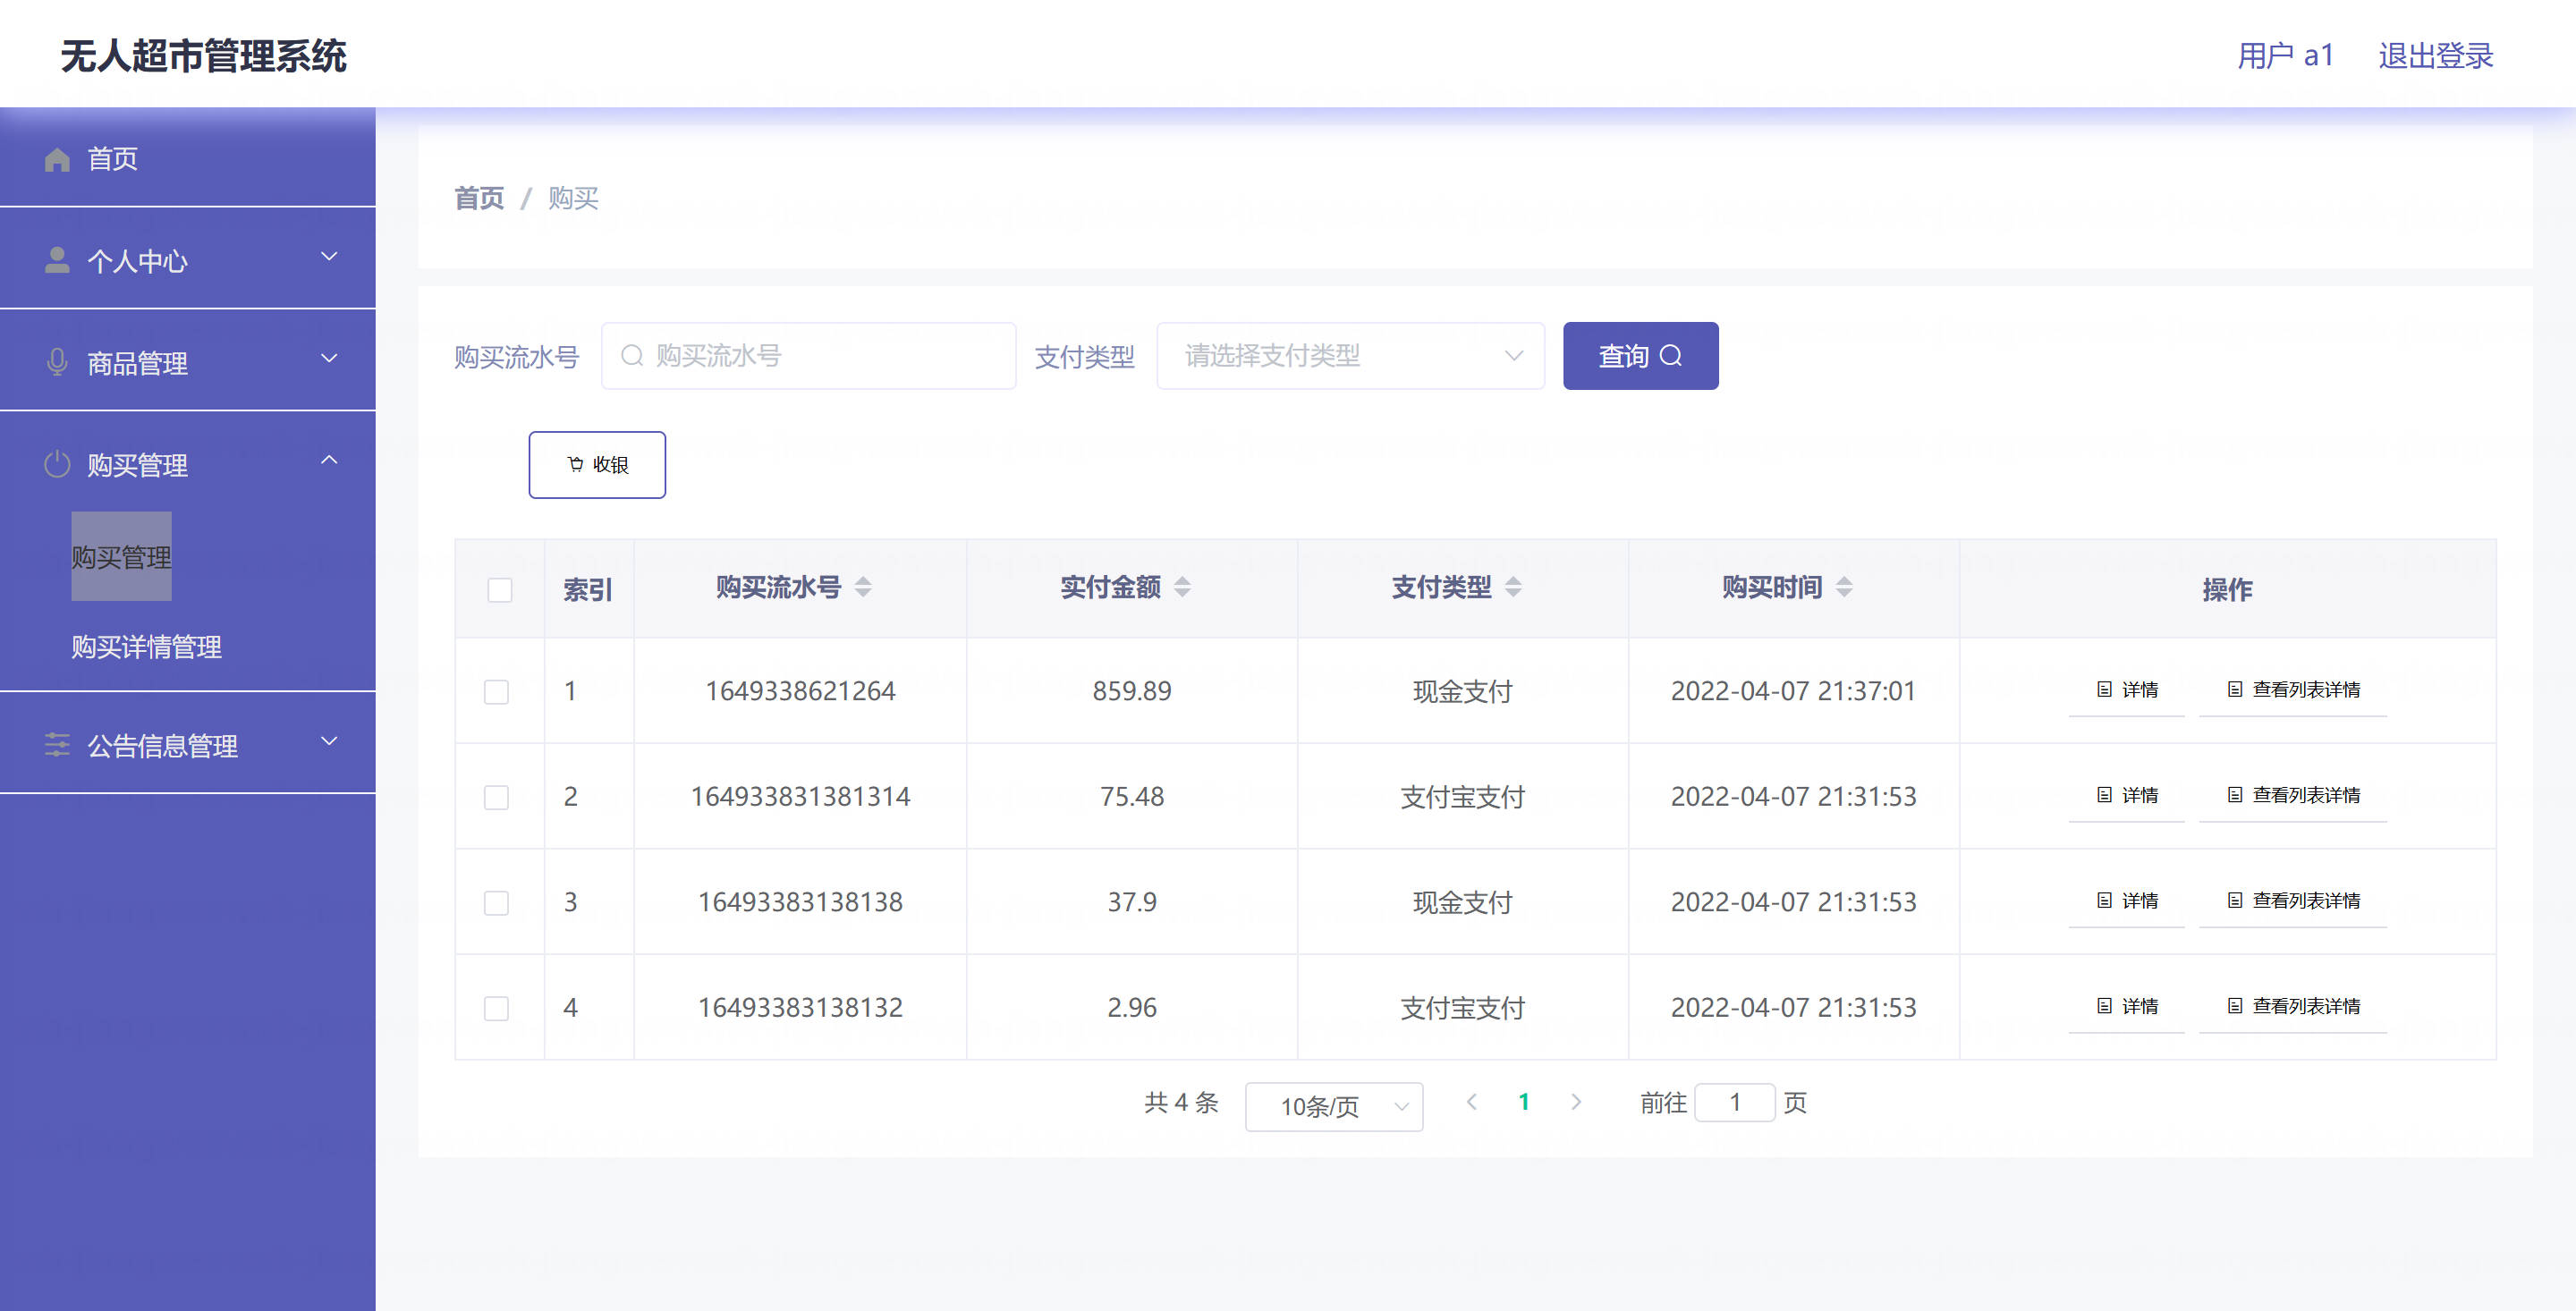 无人超市管理系统
用户 a1 退出登录
首页
个人中心
商品管理
购买管理
购买管理
购买详情管理
公告信息管理
首页 / 购买
购买流水号 购买流水号 支付类型 请选择支付类型 查询
收银
索引 购买流水号 实付金额 支付类型 购买时间 操作
1 1649338621264 859.89 现金支付 2022-04-07 21:37:01 详情 查看列表详情
2 164933831381314 75.48 支付宝支付 2022-04-07 21:31:53 详情 查看列表详情
3 16493383138138 37.9 现金支付 2022-04-07 21:31:53 详情 查看列表详情
4 16493383138132 2.96 支付宝支付 2022-04-07 21:31:53 详情 查看列表详情
共 4 条 10条/页 1 前往 1 页